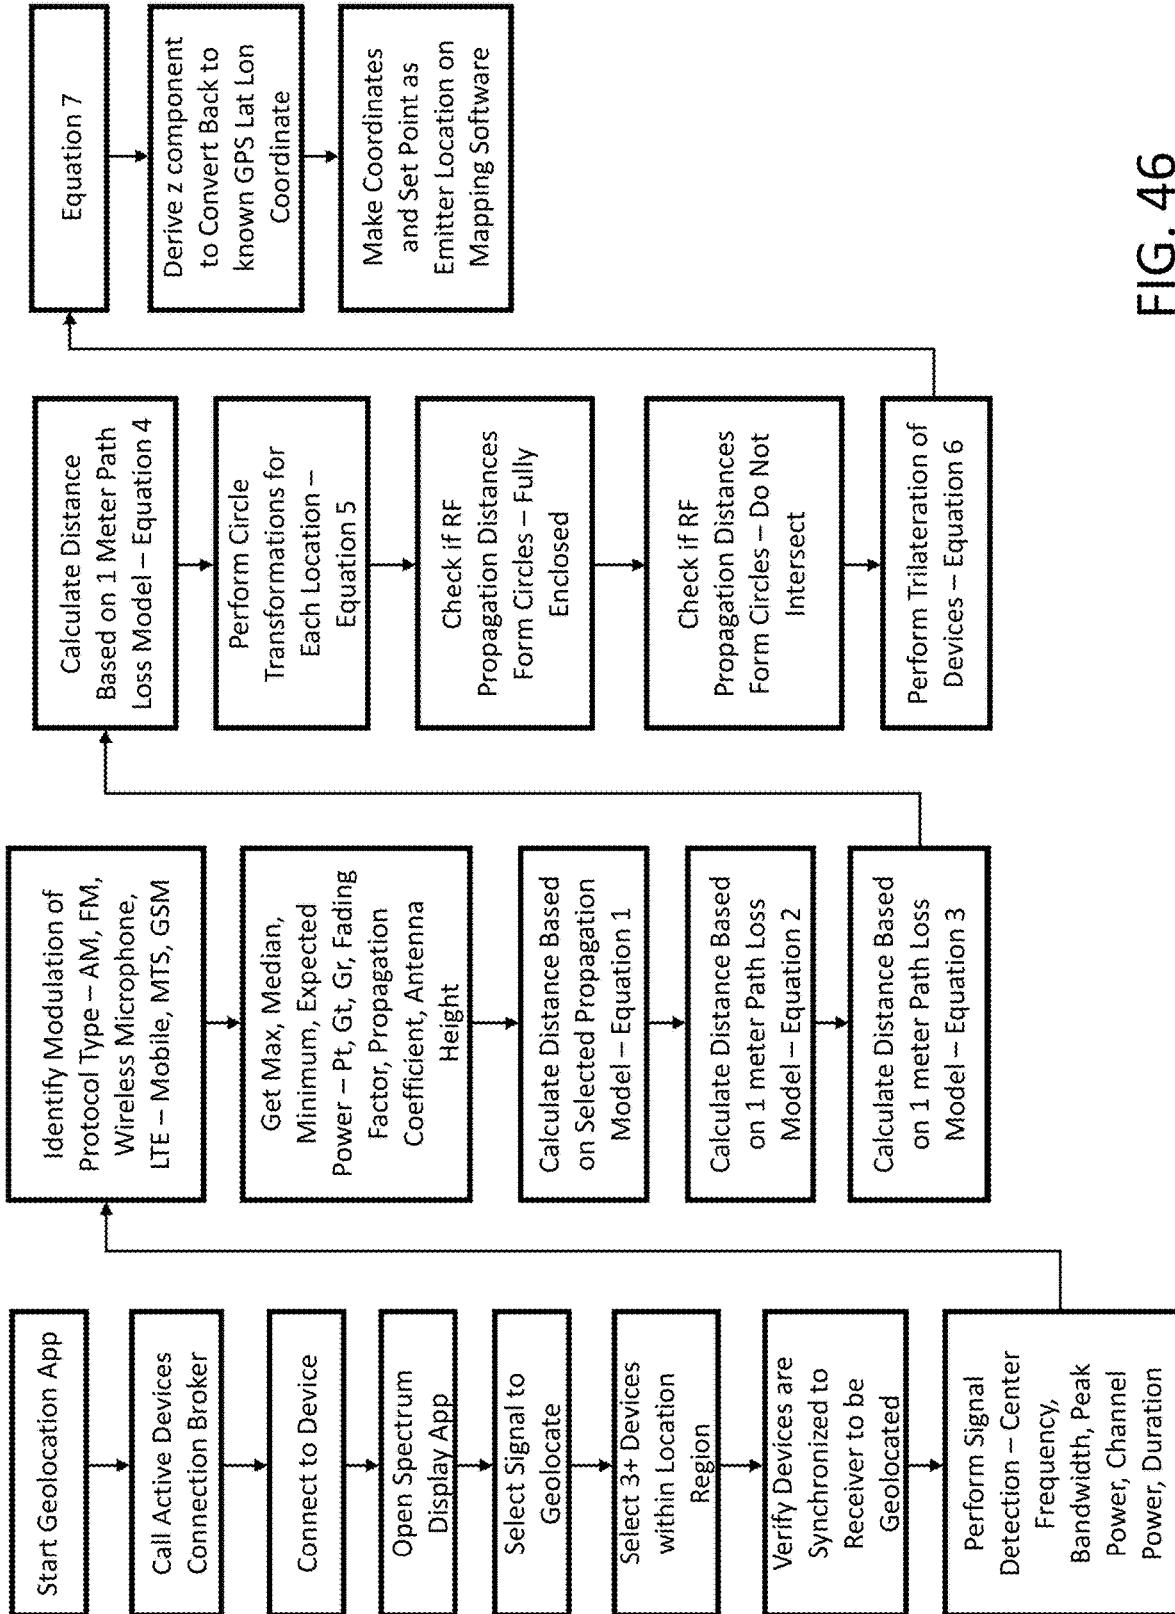 Start Geolocation App
Call Active Devices
Connection Broker
Connect to Device
Open Spectrum
Display App
Select Signal to
Geolocate
Select 3+ Devices
within Location
Region
Verify Devices are
Synchronized to
Receiver to be
Geolocated
Perform Signal
Detection – Center
Frequency,
Bandwidth, Peak
Power, Channel
Power, Duration
Identify Modulation of
Protocol Type – AM, FM,
Wireless Microphone,
LTE – Mobile, MTS, GSM
Get Max, Median,
Minimum, Expected
Power – Pt, Gt, Gr, Fading
Factor, Propagation
Coefficient, Antenna
Height
Calculate Distance Based
on Selected Propagation
Model – Equation 1
Calculate Distance Based
on 1 meter Path Loss
Model – Equation 2
Calculate Distance Based
on 1 meter Path Loss
Model – Equation 3
Calculate Distance
Based on 1 Meter Path
Loss Model – Equation 4
Perform Circle
Transformations for
Each Location –
Equation 5
Check if RF
Propagation Distances
Form Circles – Fully
Enclosed
Check if RF
Propagation Distances
Form Circles – Do Not
Intersect
Perform Trilateration of
Devices – Equation 6
Equation 7
Derive z component
to Convert Back to
known GPS Lat Lon
Coordinate
Make Coordinates
and Set Point as
Emitter Location on
Mapping Software
FIG. 46